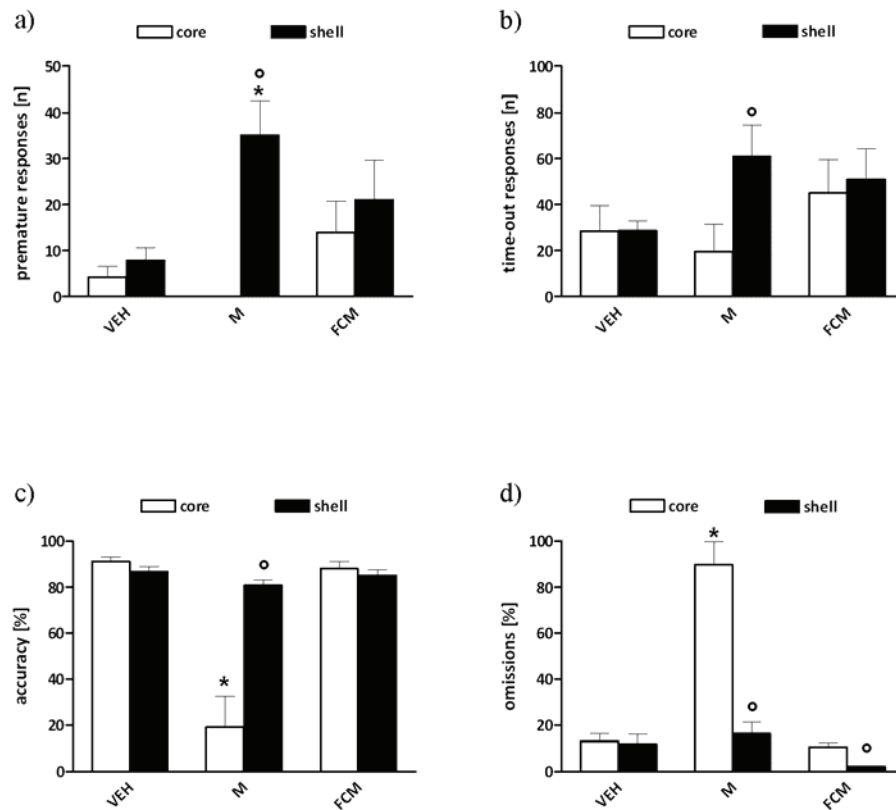 a)
core shell
premature responses [n]
50
40
30
20
10
0
° 
*
VEH M FCM
b)
core shell
time-out responses [n]
100
80
60
40
20
0
°
VEH M FCM
c)
core shell
accuracy [%]
100
80
60
40
20
0
*
°
VEH M FCM
d)
core shell
omissions [%]
100
80
60
40
20
0
*
°
°
VEH M FCM